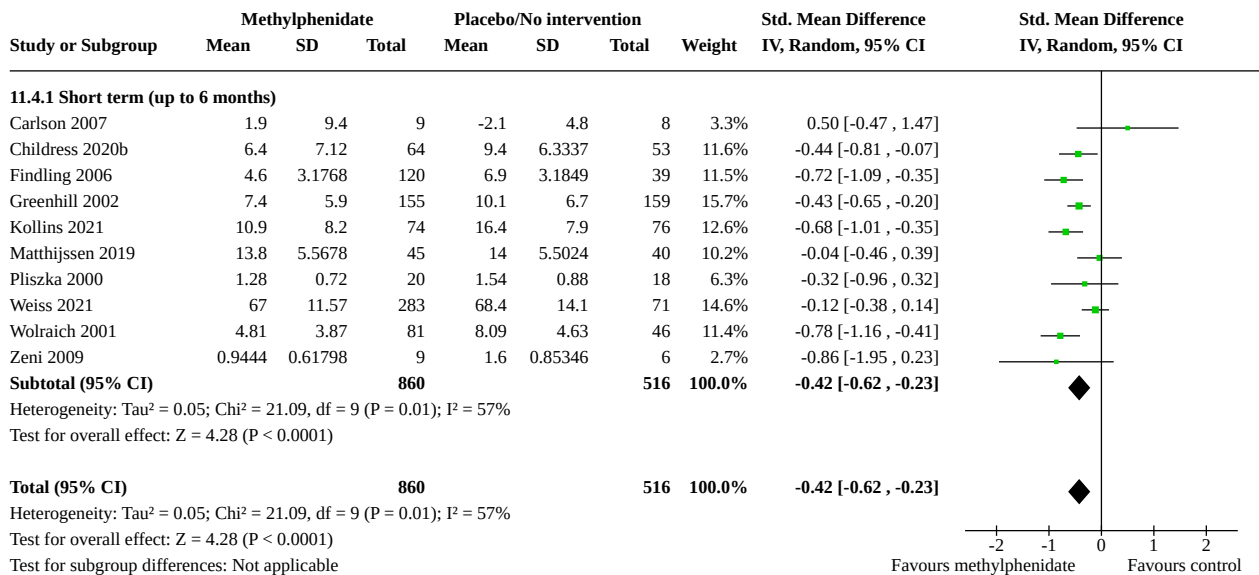 Methylphenidate Placebo/No intervention Std. Mean Difference Std. Mean Difference
Study or Subgroup Mean SD Total Mean SD Total Weight IV, Random, 95% CI IV, Random, 95% CI
11.4.1 Short term (up to 6 months)
Carlson 2007 1.9 9.4 9 -2.1 4.8 8 3.3% 0.50 [-0.47 , 1.47]
Childress 2020b 6.4 7.12 64 9.4 6.3337 53 11.6% -0.44 [-0.81 , -0.07]
Findling 2006 4.6 3.1768 120 6.9 3.1849 39 11.5% -0.72 [-1.09 , -0.35]
Greenhill 2002 7.4 5.9 155 10.1 6.7 159 15.7% -0.43 [-0.65 , -0.20]
Kollins 2021 10.9 8.2 74 16.4 7.9 76 12.6% -0.68 [-1.01 , -0.35]
Matthijssen 2019 13.8 5.5678 45 14 5.5024 40 10.2% -0.04 [-0.46 , 0.39]
Pliszka 2000 1.28 0.72 20 1.54 0.88 18 6.3% -0.32 [-0.96 , 0.32]
Weiss 2021 67 11.57 283 68.4 14.1 71 14.6% -0.12 [-0.38 , 0.14]
Wolraich 2001 4.81 3.87 81 8.09 4.63 46 11.4% -0.78 [-1.16 , -0.41]
Zeni 2009 0.9444 0.61798 9 1.6 0.85346 6 2.7% -0.86 [-1.95 , 0.23]
Subtotal (95% CI) 860 516 100.0% -0.42 [-0.62 , -0.23]
Heterogeneity: Tau² = 0.05; Chi² = 21.09, df = 9 (P = 0.01); I² = 57%
Test for overall effect: Z = 4.28 (P < 0.0001)
Total (95% CI) 860 516 100.0% -0.42 [-0.62 , -0.23]
Heterogeneity: Tau² = 0.05; Chi² = 21.09, df = 9 (P = 0.01); I² = 57%
Test for overall effect: Z = 4.28 (P < 0.0001)
-2 -1 0 1 2
Test for subgroup differences: Not applicable Favours methylphenidate Favours control